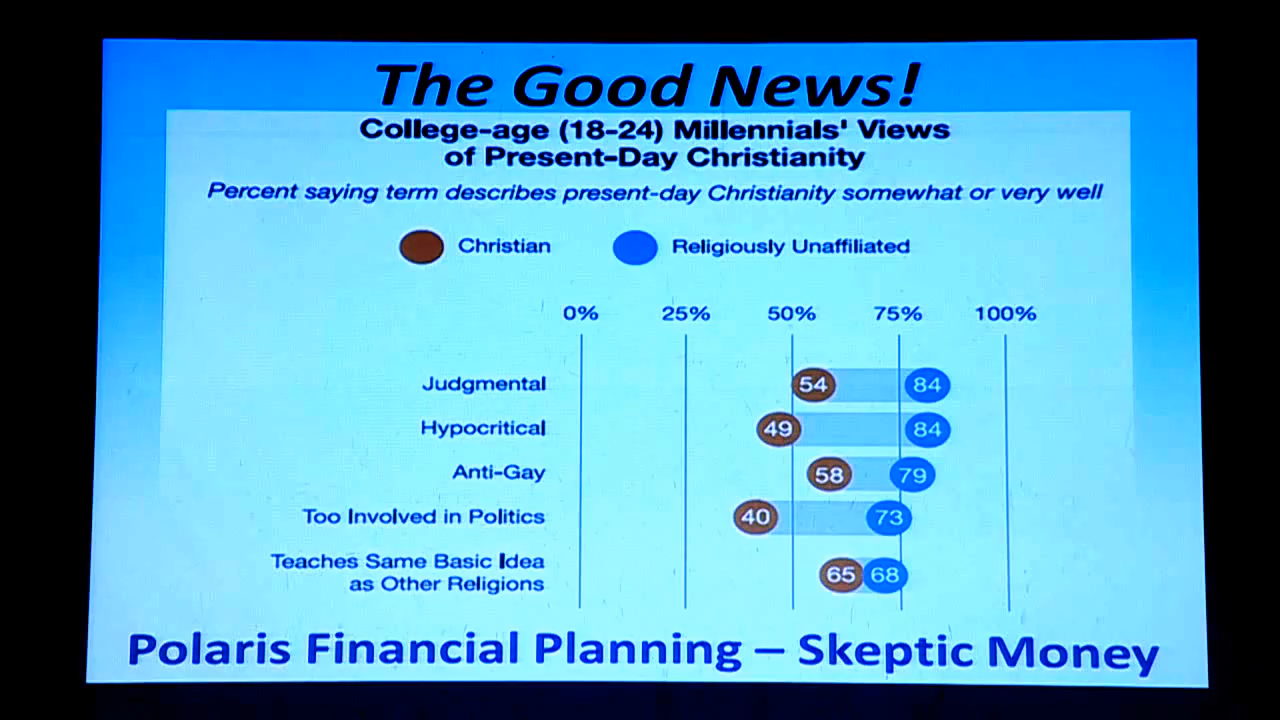 The Good News!
College-age (18-24) Millennials' Views
of Present-Day Christianity
Percent saying term describes present-day Christianity somewhat or very well
Christian Religiously Unaffiliated
0% 25% 50% 75% 100%
Judgmental 54 84
Hypocritical 49 84
Anti-Gay 58 79
Too Involved in Politics 40 73
Teaches Same Basic Idea
as Other Religions 65 68
Polaris Financial Planning – Skeptic Money